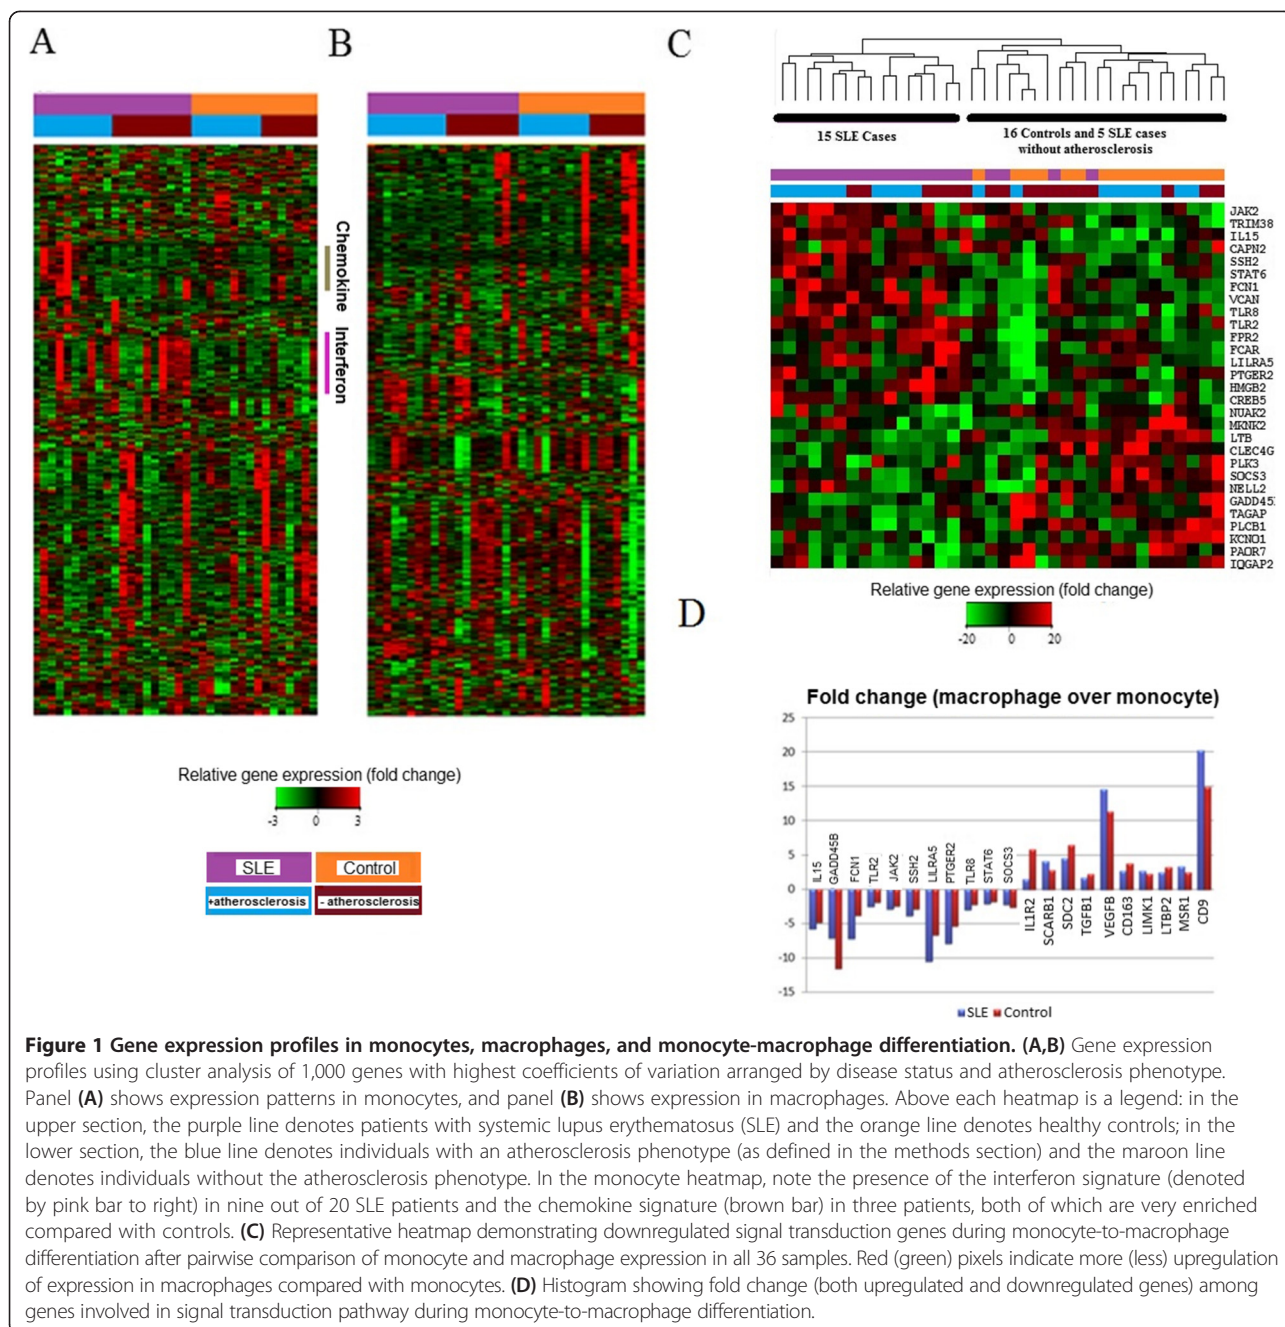 A
B
C
15 SLE Cases
16 Controls and 5 SLE cases
without atherosclerosis
Chemokine
Interferon
JAK2
TRIM38
IL15
CAPN2
SSH2
STAT6
FCN1
VCAN
TLR8
TLR2
FPR2
FCAR
LILRA5
PTGER2
HMGB2
CREB5
NUAK2
MKNK2
LTB
CLEC4G
PLK3
SOCS3
NELL2
GADD45
TAGAP
PLCB1
KCNO1
PAOR7
IQGAP2
Relative gene expression (fold change)
-20 0 20
Relative gene expression (fold change)
-3 0 3
SLE Control
+atherosclerosis - atherosclerosis
D
Fold change (macrophage over monocyte)
25
20
15
10
5
0
-5
-10
-15
IL15 GADD45B FCN1 TLR2 JAK2 SSH2 LILRA5 PTGER2 TLR8 STAT6 SOCS3
IL1R2 SCARB1 SDC2 TGFB1 VEGFB CD163 LIMK1 LTBP2 MSR1 CD9
SLE Control
Figure 1 Gene expression profiles in monocytes, macrophages, and monocyte-macrophage differentiation. (A,B) Gene expression
profiles using cluster analysis of 1,000 genes with highest coefficients of variation arranged by disease status and atherosclerosis phenotype.
Panel (A) shows expression patterns in monocytes, and panel (B) shows expression in macrophages. Above each heatmap is a legend: in the
upper section, the purple line denotes patients with systemic lupus erythematosus (SLE) and the orange line denotes healthy controls; in the
lower section, the blue line denotes individuals with an atherosclerosis phenotype (as defined in the methods section) and the maroon line
denotes individuals without the atherosclerosis phenotype. In the monocyte heatmap, note the presence of the interferon signature (denoted
by pink bar to right) in nine out of 20 SLE patients and the chemokine signature (brown bar) in three patients, both of which are very enriched
compared with controls. (C) Representative heatmap demonstrating downregulated signal transduction genes during monocyte-to-macrophage
differentiation after pairwise comparison of monocyte and macrophage expression in all 36 samples. Red (green) pixels indicate more (less) upregulation
of expression in macrophages compared with monocytes. (D) Histogram showing fold change (both upregulated and downregulated genes) among
genes involved in signal transduction pathway during monocyte-to-macrophage differentiation.